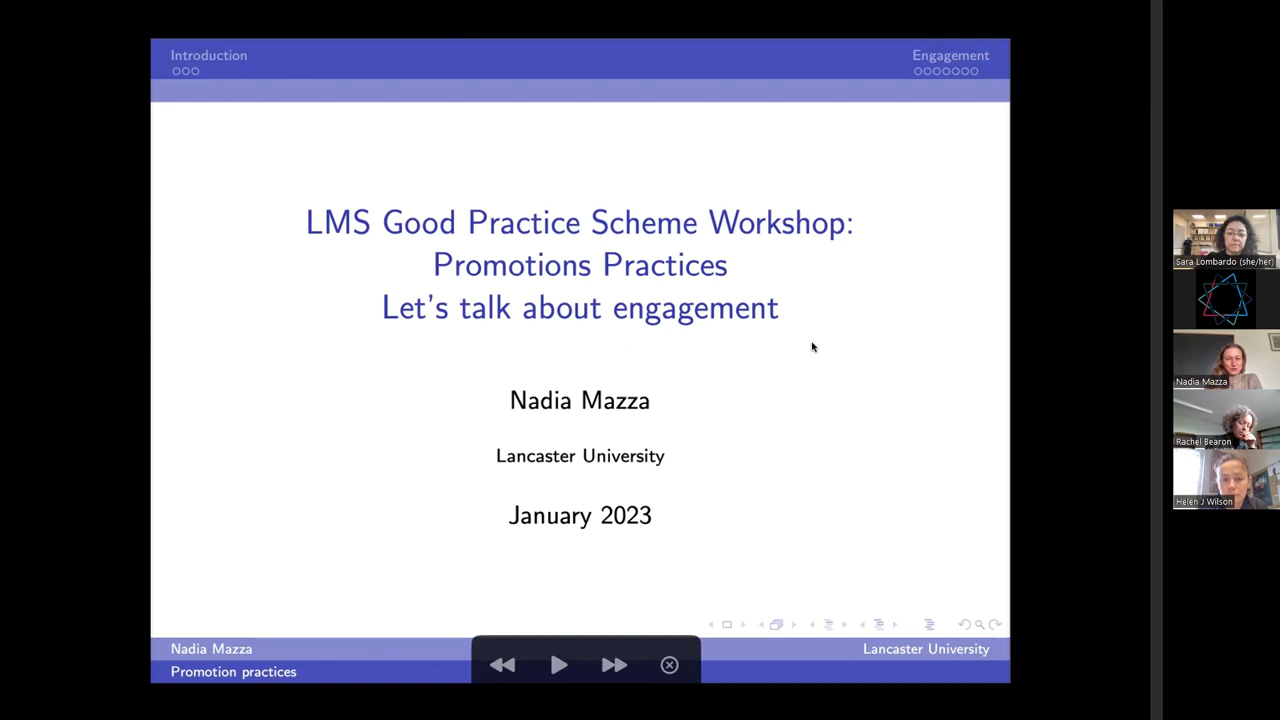 Introduction
Engagement
LMS Good Practice Scheme Workshop:
Promotions Practices
Let's talk about engagement
Nadia Mazza
Lancaster University
January 2023
Nadia Mazza
Lancaster University
Promotion practices
Sara Lombardo (she/her)
Nadia Mazza
Rachel Bearon
Helen J Wilson